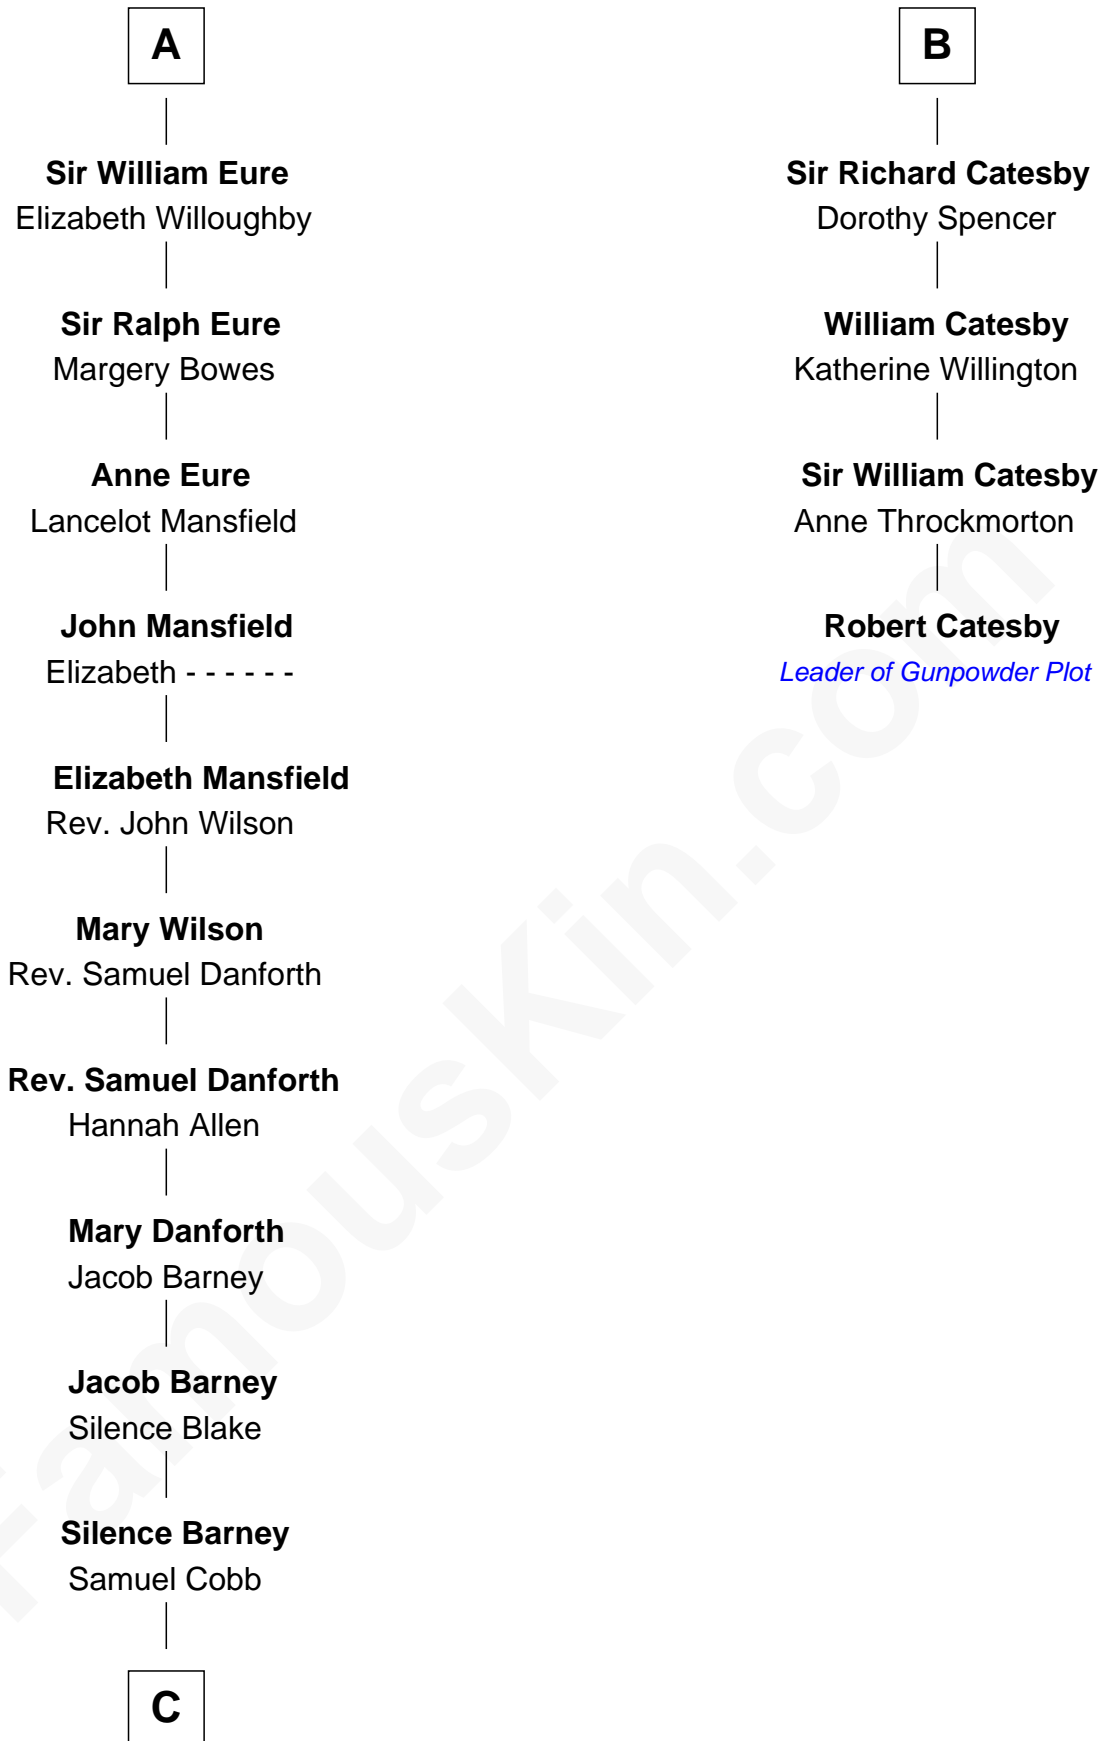 A
Sir William Eure
Elizabeth Willoughby
Sir Ralph Eure
Margery Bowes
Anne Eure
Lancelot Mansfield
John Mansfield
Elizabeth - - - - - -
Elizabeth Mansfield
Rev. John Wilson
Mary Wilson
Rev. Samuel Danforth
Rev. Samuel Danforth
Hannah Allen
Mary Danforth
Jacob Barney
Jacob Barney
Silence Blake
Silence Barney
Samuel Cobb
C
B
Sir Richard Catesby
Dorothy Spencer
William Catesby
Katherine Willington
Sir William Catesby
Anne Throckmorton
Robert Catesby
Leader of Gunpowder Plot
FamousKin.com